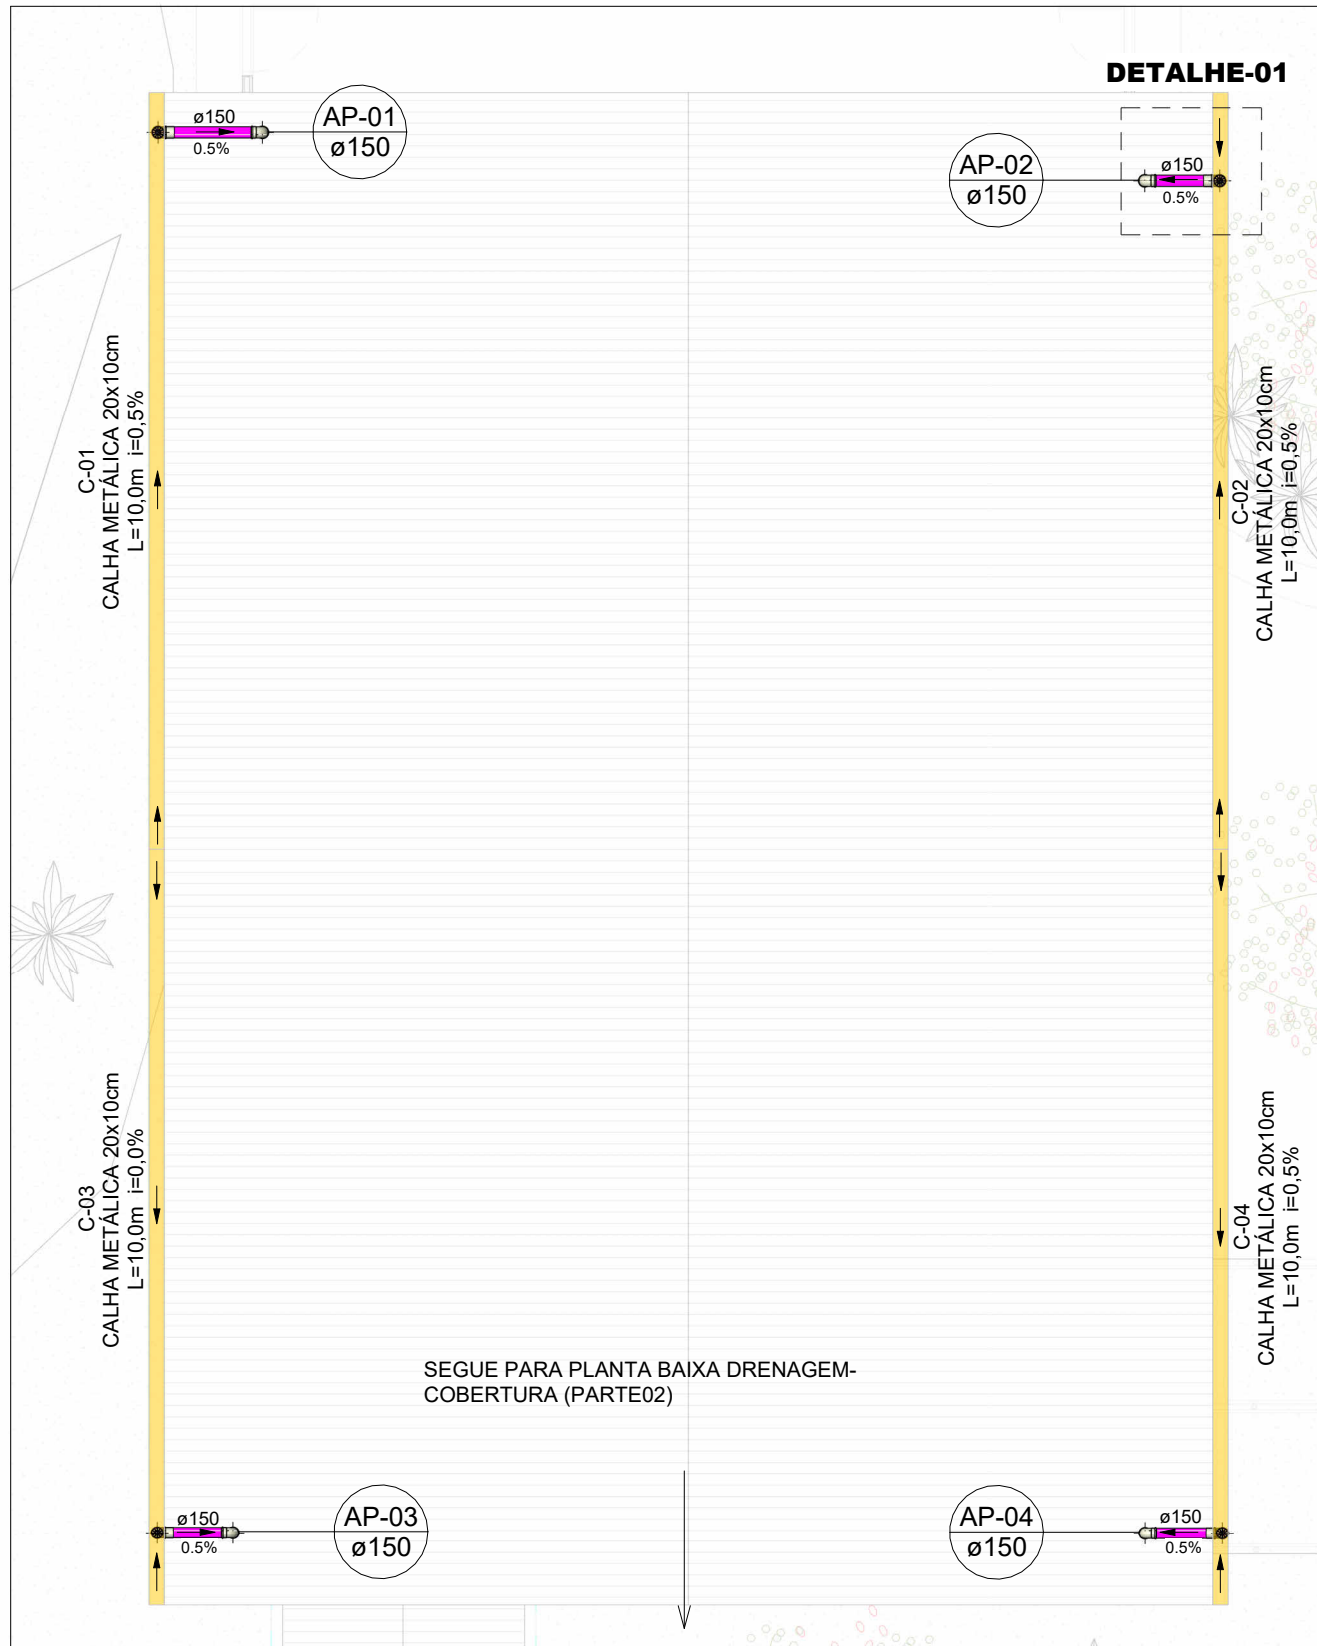 DETALHE-01
ø150
0.5%
AP-01
ø150
AP-02
ø150
ø150
0.5%
C-01
CALHA METÁLICA 20x10cm
L=10,0m i=0,5%
C-02
CALHA METÁLICA 20x10cm
L=10,0m i=0,5%
C-03
CALHA METÁLICA 20x10cm
L=10,0m i=0,0%
C-04
CALHA METÁLICA 20x10cm
L=10,0m i=0,5%
SEGUE PARA PLANTA BAIXA DRENAGEM-
COBERTURA (PARTE02)
ø150
0.5%
AP-03
ø150
AP-04
ø150
ø150
0.5%